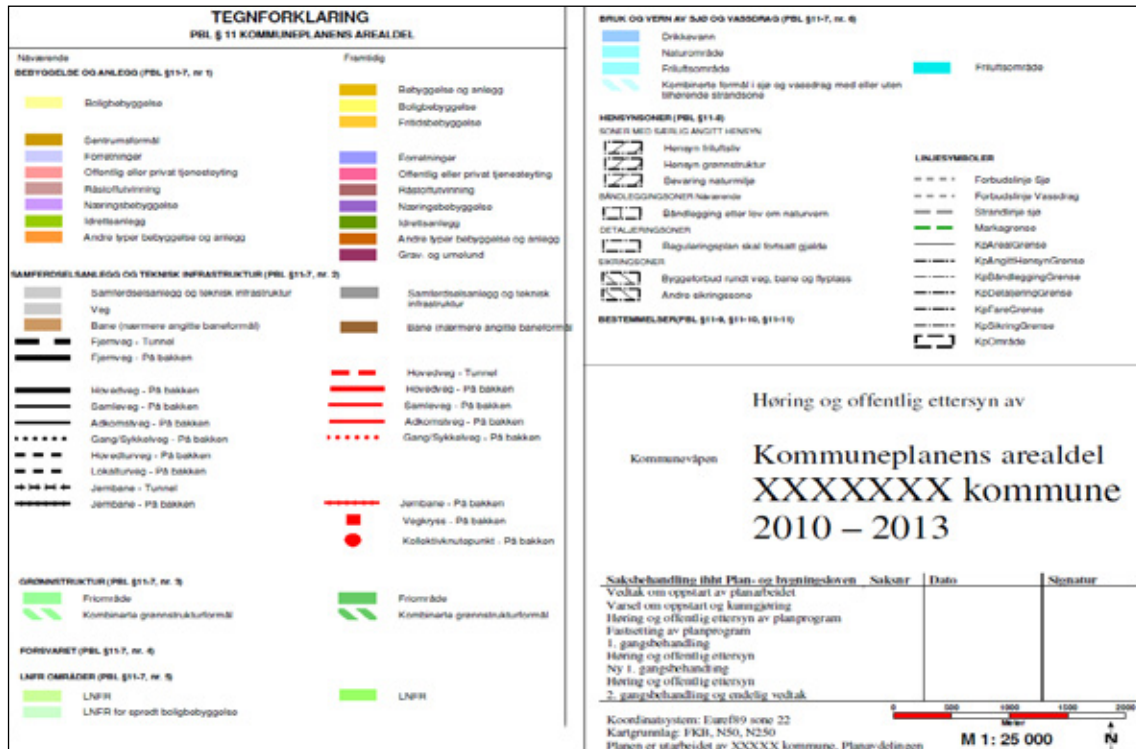 TEGNFORKLARING
PBL § 11 KOMMUNEPLANENS AREALDEL
Nåværende
Framtidig
BEBYGGELSE OG ANLEGG (PBL §11-7, nr 1)
Boligbebyggelse
Bebyggelse og anlegg
Boligbebyggelse
Fritidsbebyggelse
Sentrumsformål
Forretninger
Forretninger
Offentlig eller privat tjenesteyting
Offentlig eller privat tjenesteyting
Råstoffutvinning
Råstoffutvinning
Næringsbebyggelse
Næringsbebyggelse
Idrettsanlegg
Idrettsanlegg
Andre typer bebyggelse og anlegg
Andre typer bebyggelse og anlegg
Grav- og urnelund
SAMFERDSELSANLEGG OG TEKNISK INFRASTRUKTUR (PBL §11-7, nr. 2)
Samferdselsanlegg og teknisk infrastruktur
Samferdselsanlegg og teknisk
infrastruktur
Veg
Bane (nærmere angitte baneformål)
Bane (nærmere angitte baneformål
Fjernveg - Tunnel
Fjernveg - På bakken
Hovedveg - Tunnel
Hovedveg - På bakken
Hovedveg - På bakken
Samleveg - På bakken
Samleveg - På bakken
Adkomstveg - På bakken
Adkomstveg - På bakken
Gang/Sykkelveg - På bakken
Gang/Sykkelveg - På bakken
Hovedturveg - På bakken
Lokalturveg - På bakken
Jernbane - Tunnel
Jernbane - På bakken
Jernbane - På bakken
Vegkryss - På bakken
Kollektivknutepunkt - På bakken
GRØNNSTRUKTUR (PBL §11-7, nr. 3)
Friområde
Friområde
Kombinerte grønnstrukturformål
Kombinerte grønnstrukturformål
FORSVARET (PBL §11-7, nr. 4)
LNFR OMRÅDER (PBL §11-7, nr. 5)
LNFR
LNFR
LNFR for spredt boligbebyggelse
BRUK OG VERN AV SJØ OG VASSDRAG (PBL §11-7, nr. 6)
Drikkevann
Naturområde
Friluftsområde
Friluftsområde
Kombinerte formål i sjø og vassdrag med eller uten
tilhørende strandsone
HENSYNSONER (PBL §11-8)
SONER MED SÆRLIG ANGITT HENSYN
Hensyn friluftsliv
Hensyn grønnstruktur
Bevaring naturmiljø
BÅNDLEGGINGSONER Nåværende
Båndlegging etter lov om naturvern
DETALJERINGSONER
Reguleringsplan skal fortsatt gjelde
SIKRINGSONER
Byggeforbud rundt veg, bane og flyplass
Andre sikringssone
BESTEMMELSER(PBL §11-9, §11-10, §11-11)
LINJESYMBOLER
Forbudslinje Sjø
Forbudslinje Vassdrag
Strandlinje sjø
Markagrense
KpArealGrense
KpAngittHensynGrense
KpBåndleggingGrense
KpDetaljeringGrense
KpFareGrense
KpSikringGrense
KpOmråde
Høring og offentlig ettersyn av
Kommunevåpen
Kommuneplanens arealdel
XXXXXXX kommune
2010 – 2013
Saksbehandling ihht Plan- og bygningsloven Saksnr Dato Signatur
Vedtak om oppstart av planarbeidet
Varsel om oppstart og kunngjøring
Høring og offentlig ettersyn av planprogram
Fastsetting av planprogram
1. gangsbehandling
Høring og offentlig ettersyn
Ny 1. gangsbehandling
Høring og offentlig ettersyn
2. gangsbehandling og endelig vedtak
0 500 1000 1500 2000
Meter
Koordinatsystem: Euref89 sone 22
Kartgrunnlag: FKB, N50, N250
Planen er utarbeidet av XXXXX kommune, Planavdelingen
M 1: 25 000
N